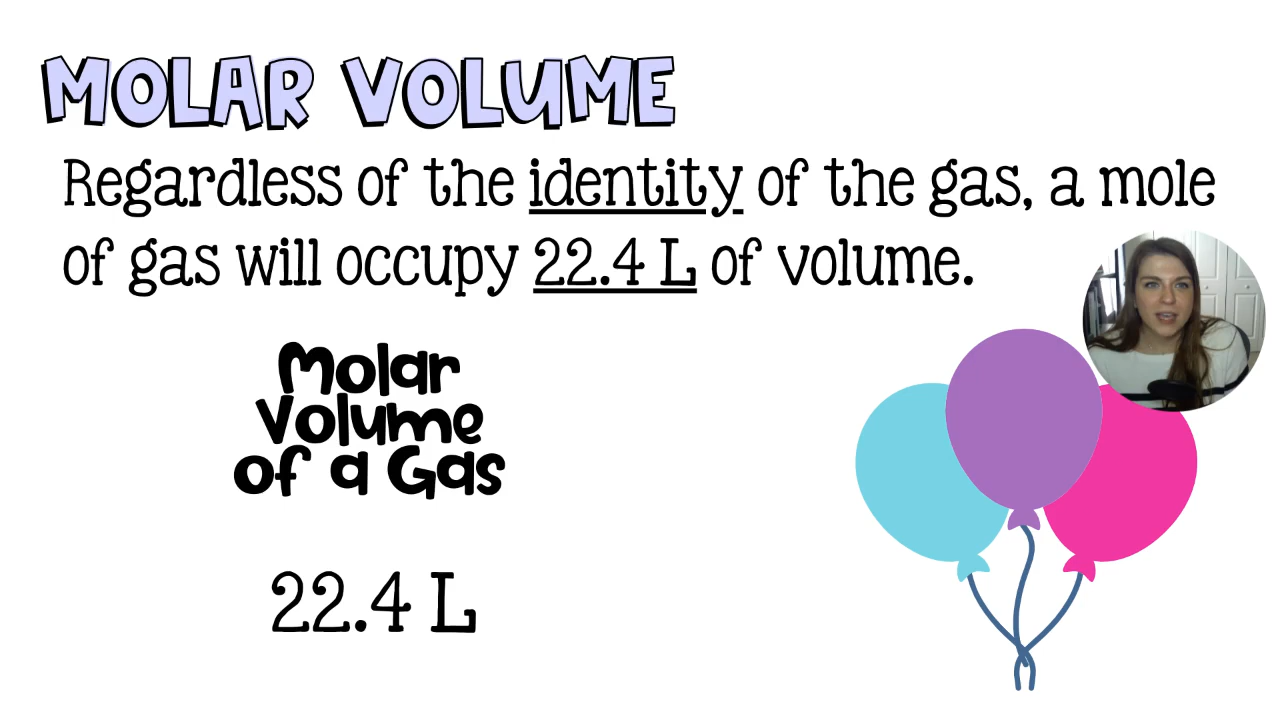 MOLAR VOLUME
Regardless of the identity of the gas, a mole
of gas will occupy 22.4 L of volume.
Molar
Volume
of a Gas
22.4 L